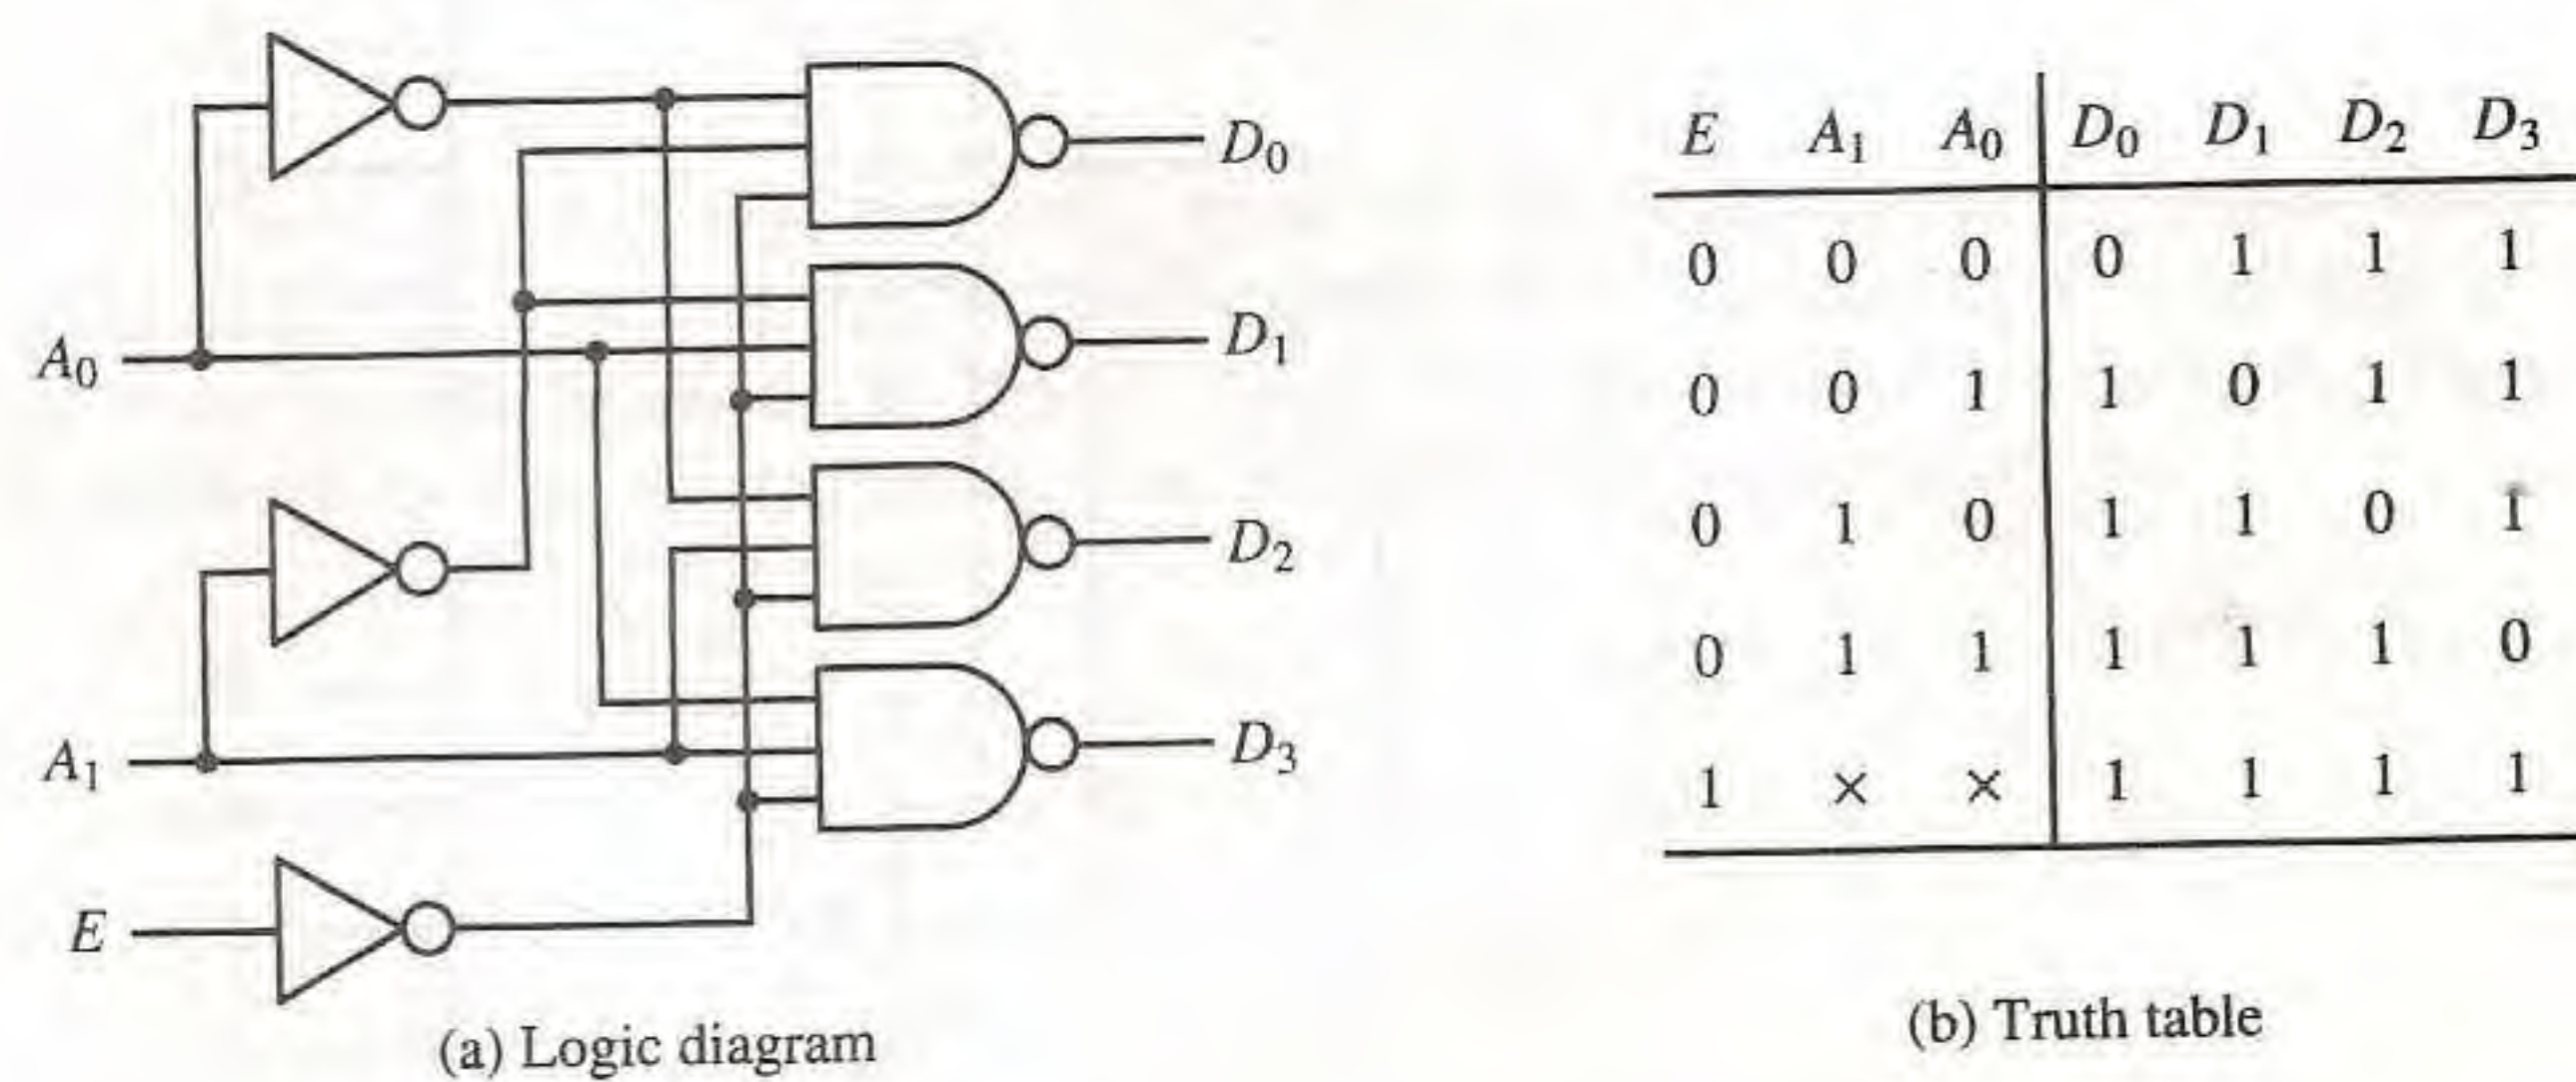 A₀
A₁
E
D₀
D₁
D₂
D₃
(a) Logic diagram
E A₁ A₀ D₀ D₁ D₂ D₃
0 0 0 0 1 1 1
0 0 1 1 0 1 1
0 1 0 1 1 0 1
0 1 1 1 1 1 0
1 × × 1 1 1 1
(b) Truth table